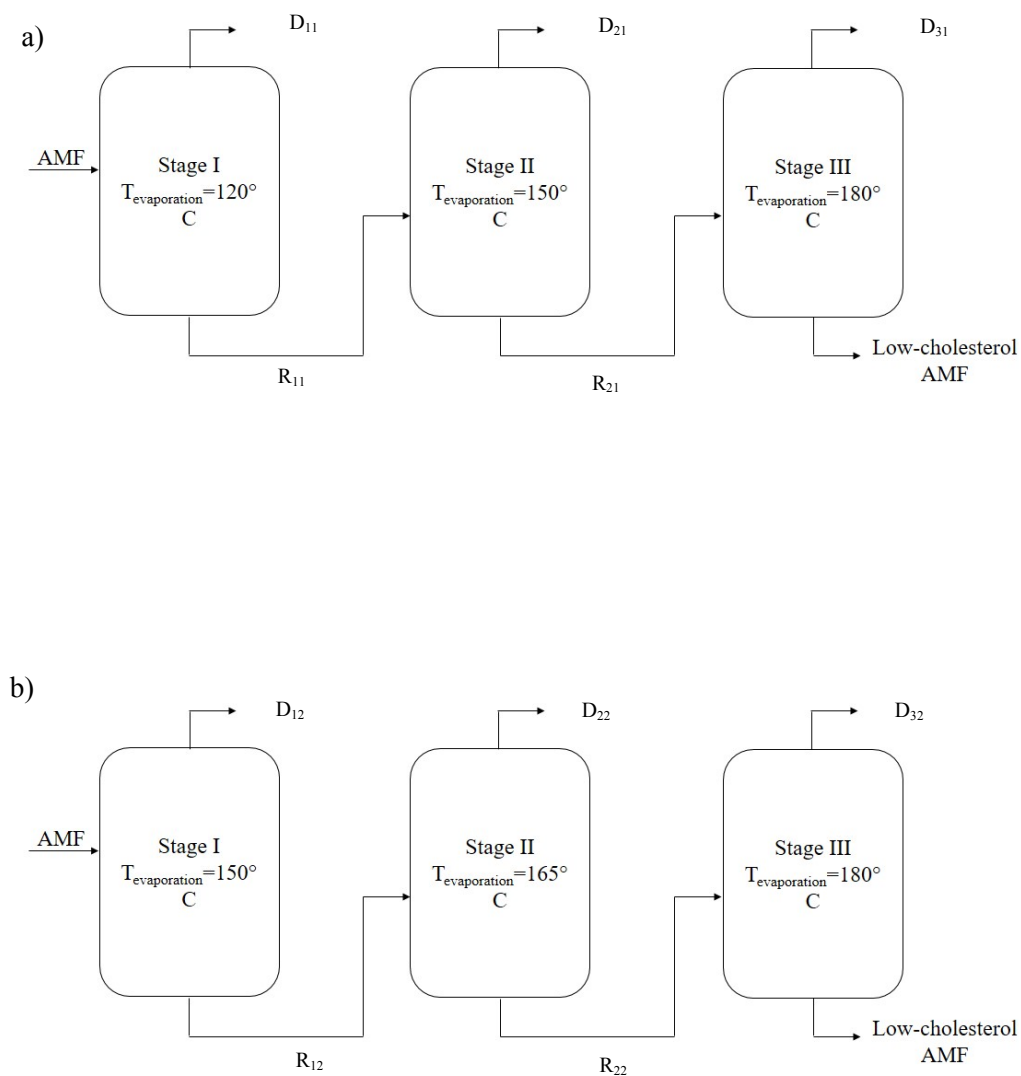 a)
D₁₁
D₂₁
D₃₁
AMF
Stage I
Tevaporation=120°
C
Stage II
Tevaporation=150°
C
Stage III
Tevaporation=180°
C
R₁₁
R₂₁
Low-cholesterol
AMF
b)
D₁₂
D₂₂
D₃₂
AMF
Stage I
Tevaporation=150°
C
Stage II
Tevaporation=165°
C
Stage III
Tevaporation=180°
C
R₁₂
R₂₂
Low-cholesterol
AMF